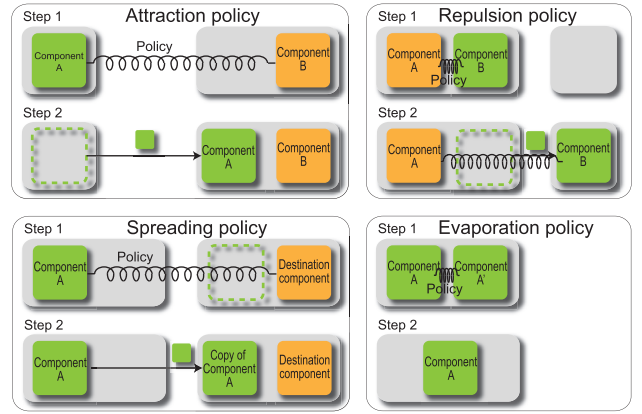 Attraction policy
Step 1
Component
A
Policy
Component
B
Step 2
Component
A
Component
B
Repulsion policy
Step 1
Component
A
Policy
Component
B
Step 2
Component
A
Component
B
Spreading policy
Step 1
Component
A
Policy
Destination
component
Step 2
Component
A
Copy of
Component
A
Destination
component
Evaporation policy
Step 1
Component
A
Policy
Component
A'
Step 2
Component
A